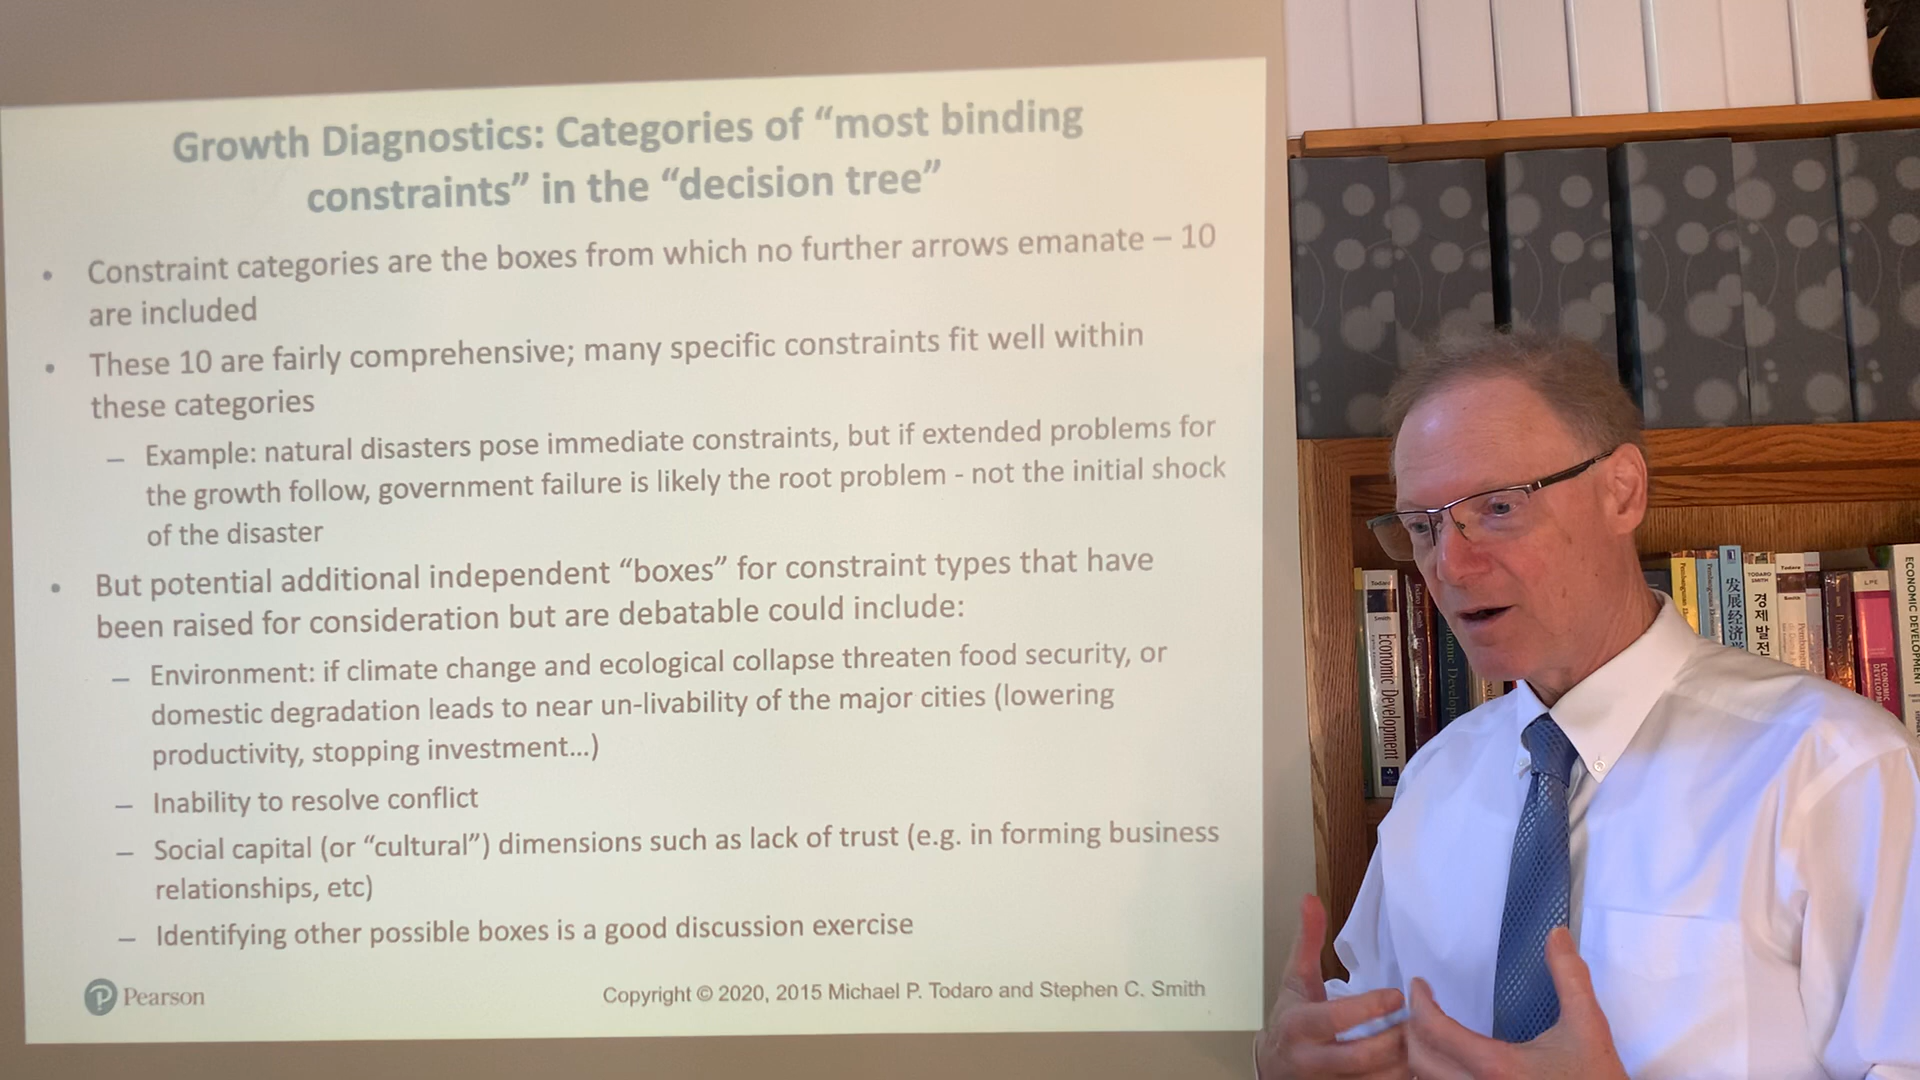 Growth Diagnostics: Categories of “most binding
constraints” in the “decision tree”
• Constraint categories are the boxes from which no further arrows emanate – 10
are included
• These 10 are fairly comprehensive; many specific constraints fit well within
these categories
– Example: natural disasters pose immediate constraints, but if extended problems for
the growth follow, government failure is likely the root problem - not the initial shock
of the disaster
• But potential additional independent “boxes” for constraint types that have
been raised for consideration but are debatable could include:
– Environment: if climate change and ecological collapse threaten food security, or
domestic degradation leads to near un-livability of the major cities (lowering
productivity, stopping investment...)
– Inability to resolve conflict
– Social capital (or “cultural”) dimensions such as lack of trust (e.g. in forming business
relationships, etc)
– Identifying other possible boxes is a good discussion exercise
P Pearson
Copyright © 2020, 2015 Michael P. Todaro and Stephen C. Smith
Todaro
Smith
Economic Development
发展经济
TODARO
SMITH
경제 발전
Todaro
Smith
LPE
ECONOMIC
ECONOMIC DEVELOPMENT